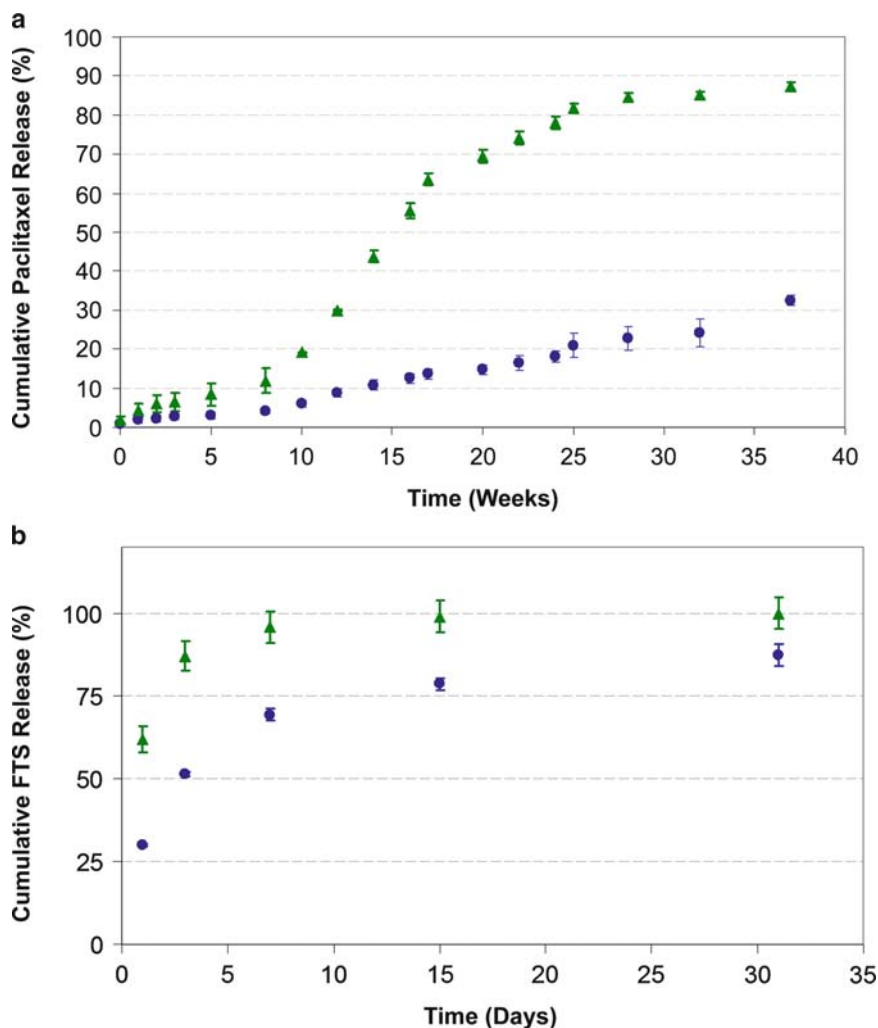 a
Cumulative Paclitaxel Release (%)
100
90
80
70
60
50
40
30
20
10
0
0 5 10 15 20 25 30 35 40
Time (Weeks)
b
Cumulative FTS Release (%)
100
75
50
25
0
0 5 10 15 20 25 30 35
Time (Days)